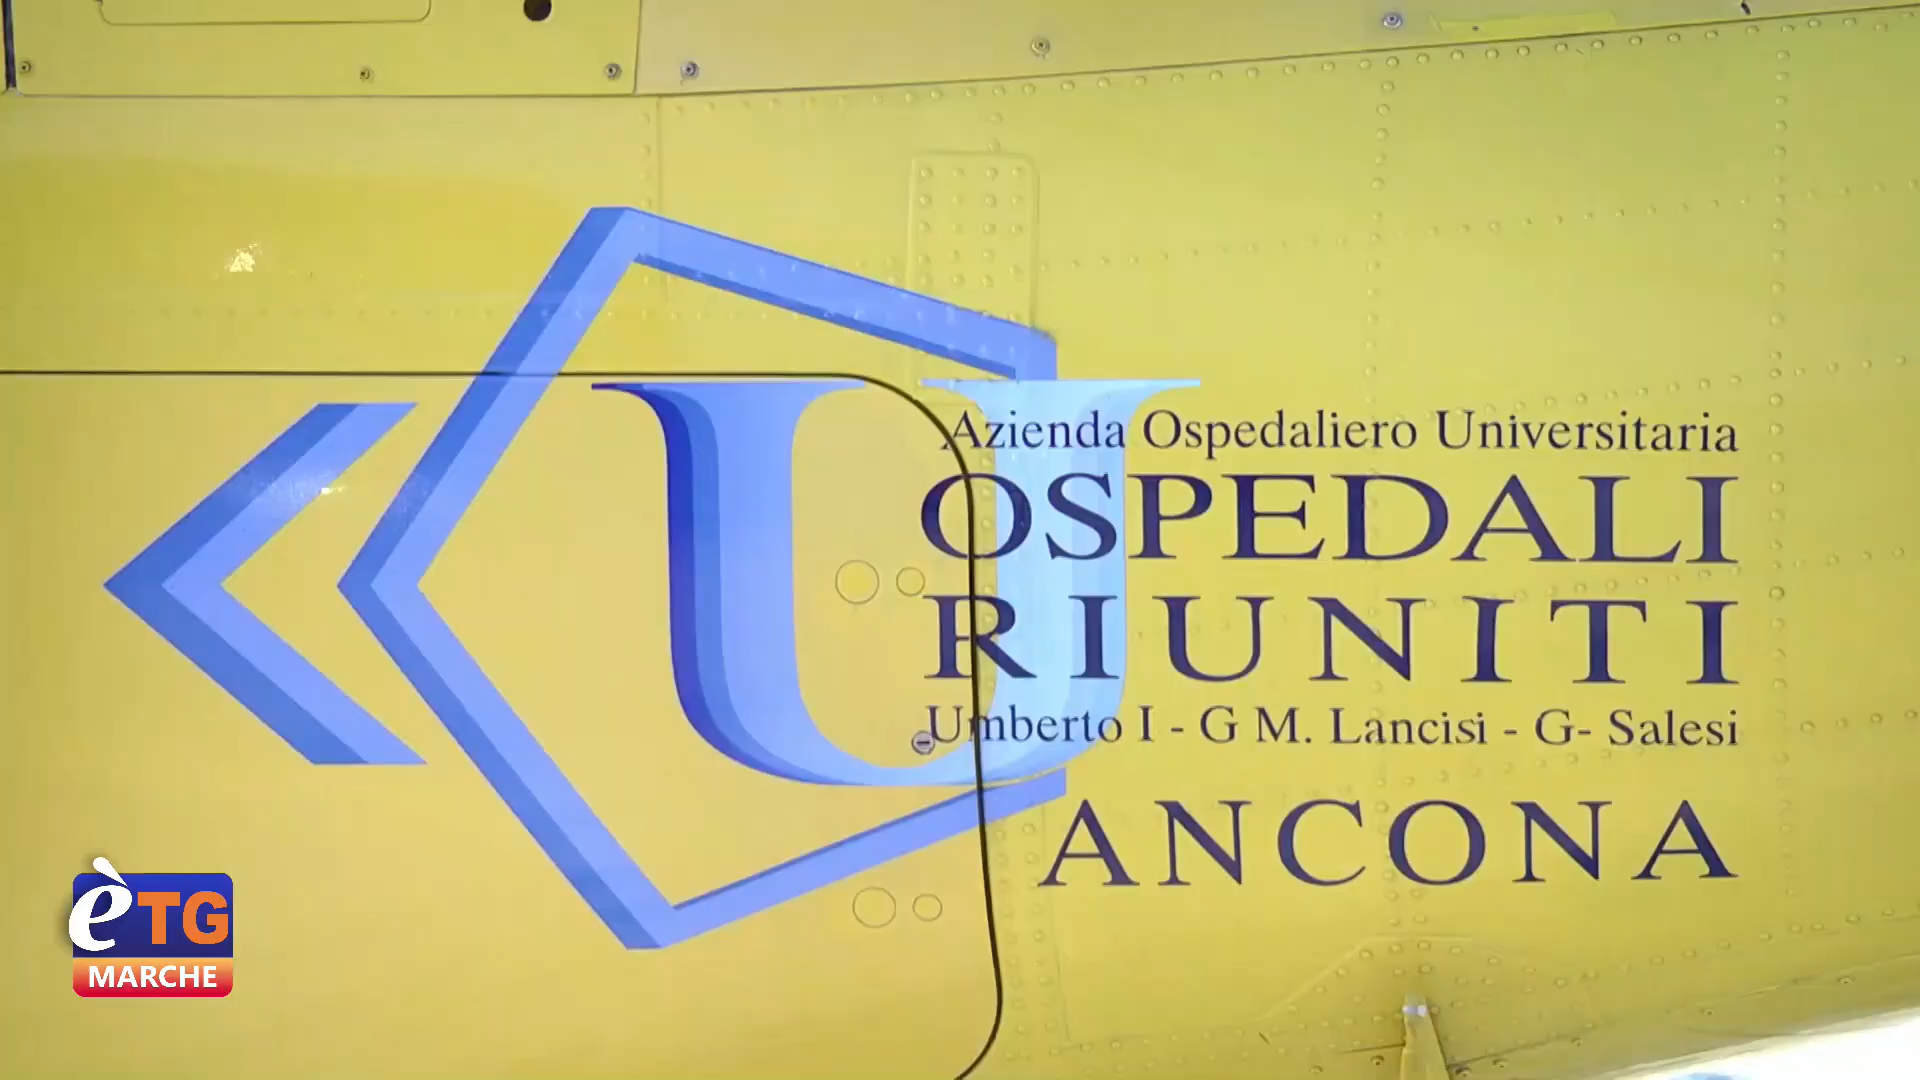 U
Azienda Ospedaliero Universitaria
OSPEDALI
RIUNITI
Umberto I - G M. Lancisi - G- Salesi
ANCONA
èTG
MARCHE